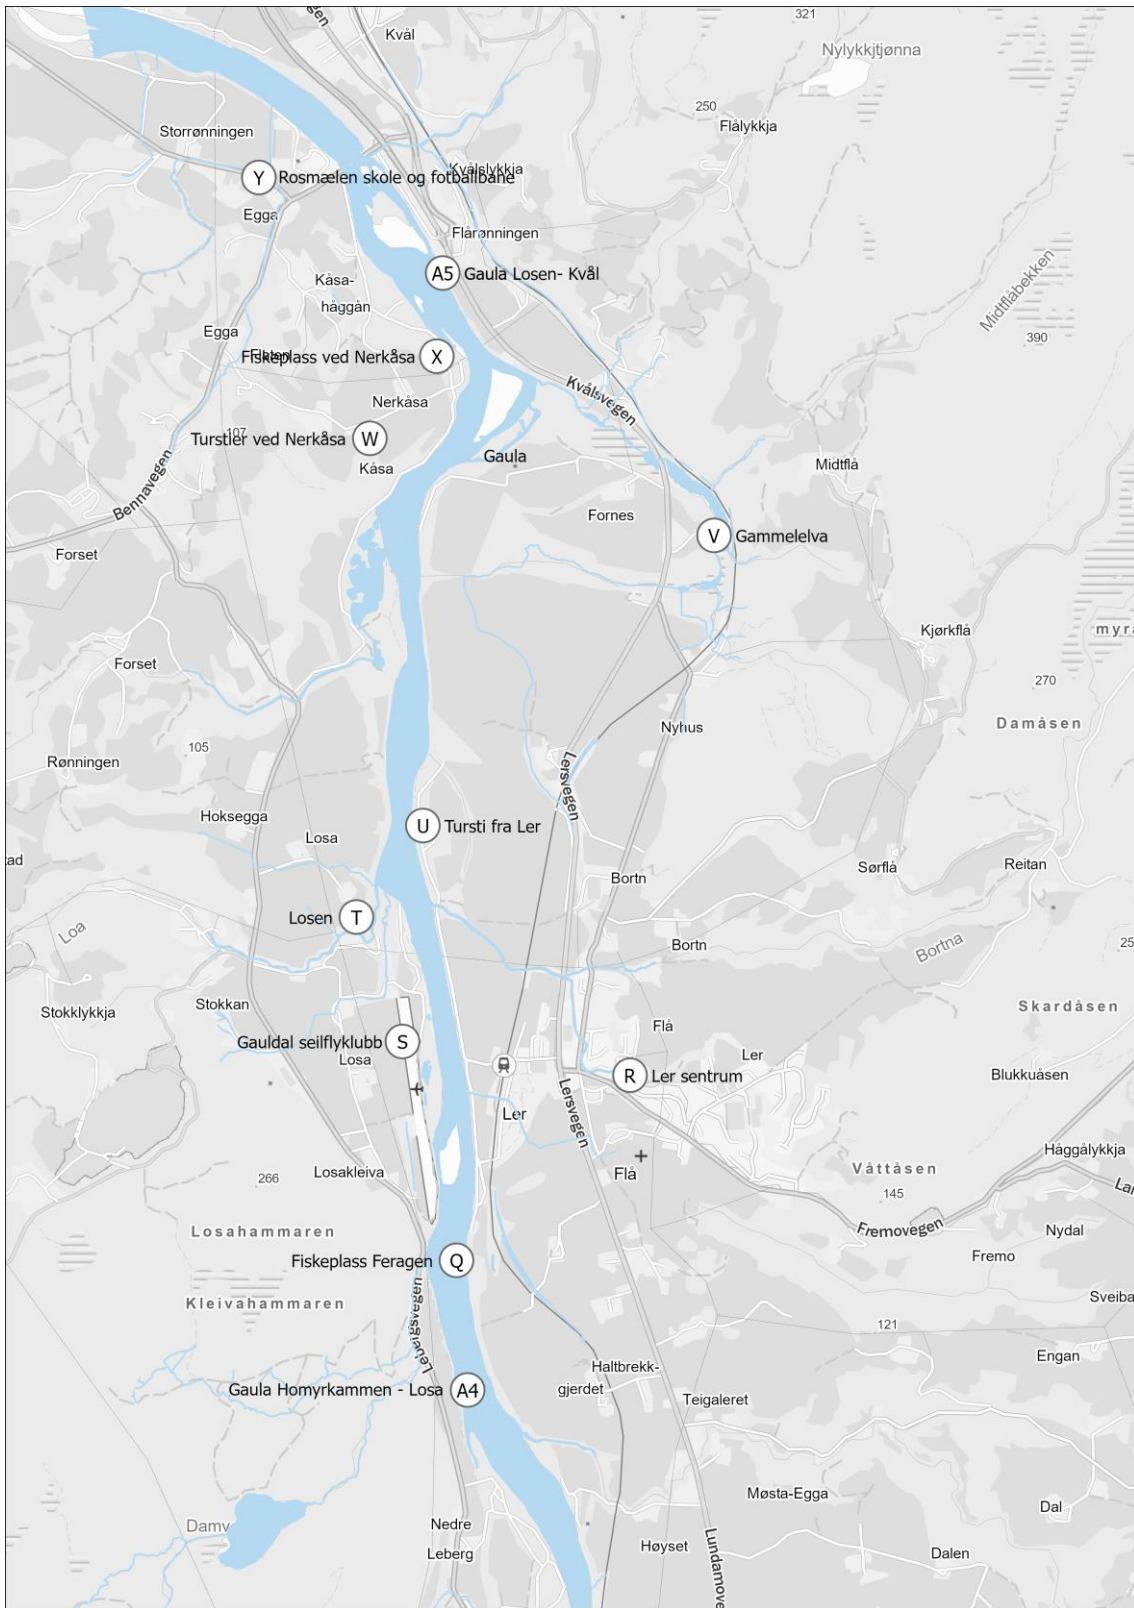 321
Kvål
Nylykkjtjønna
250
Flålykkja
Storrønningen
Kvålslykkja
Y Rosmælen skole og fotballbane
Egga
Flårønningen
Midtflåbekken
A5 Gaula Losen- Kvål
Kåsa-
håggån
Egga
390
Flaten
Fiskeplass ved Nerkåsa X
Kvålsvegen
Nerkåsa
107
Turstier ved Nerkåsa W
Gaula
Kåsa
Midtflå
Bennavegen
Fornes
V Gammelelva
Forset
Kjørkflå
myra
Forset
270
Damåsen
Nyhus
105
Rønningen
Lersvegen
Hoksegga
U Tursti fra Ler
Losa
Reitan
Sørflå
Bortn
Losen T
Loa
Bortn
Bortna
Stokkan
Skardåsen
Stokklykkja
Flå
Gauldal seilflyklubb S
Losa
Ler
R Ler sentrum
Blukkuåsen
Ler
Lersvegen
Håggålykkja
Losakleiva
Flå
Våttåsen
266
145
Losahammaren
Fremovegen
Nydal
Fiskeplass Feragen Q
Fremo
Kleivahammaren
Sveiba
Lebergsvegen
121
Engan
Haltbrekk-
gjerdet
Gaula Homyrkammen - Losa A4
Teigaleret
Møsta-Egga
Dal
Damv
Nedre
Leberg
Høyset
Lundamove
Dalen